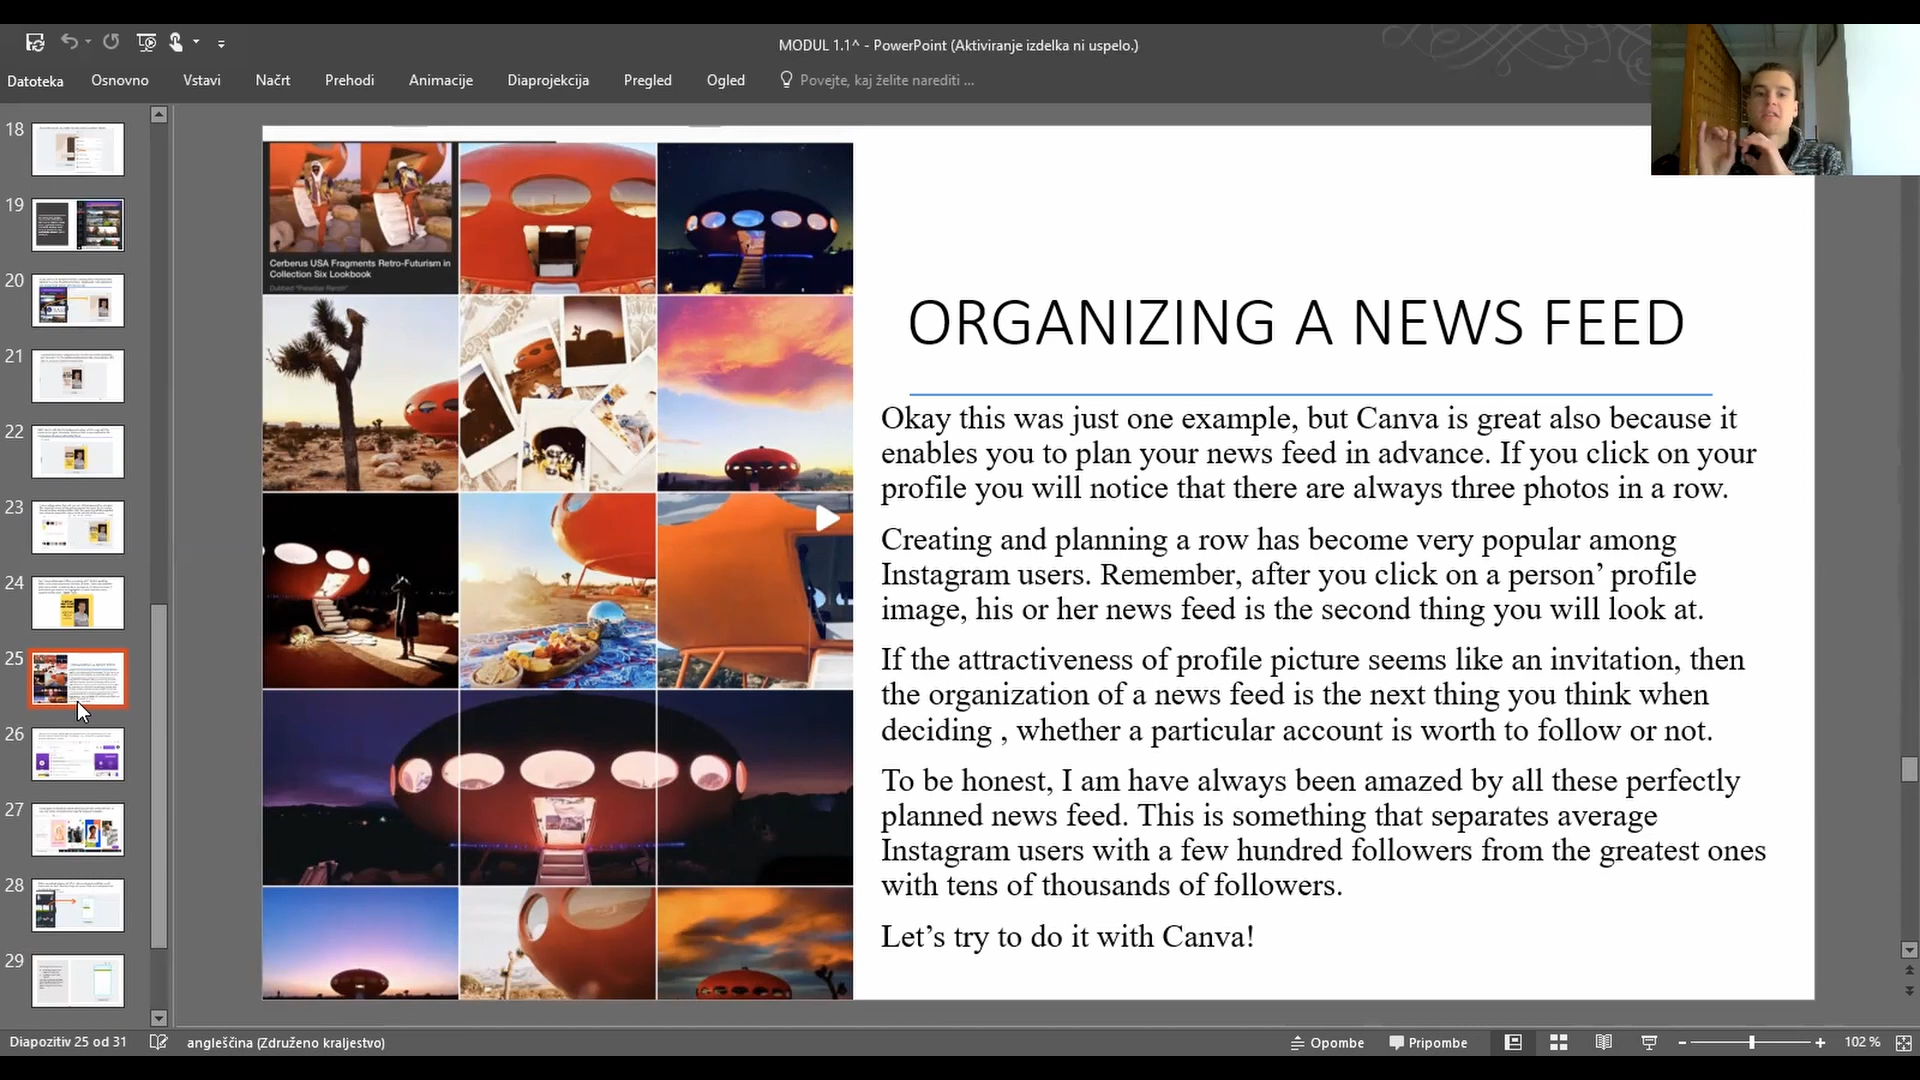 MODUL 1.1^ - PowerPoint (Aktiviranje izdelka ni uspelo.)
Datoteka Osnovno Vstavi Načrt Prehodi Animacije Diaprojekcija Pregled Ogled Povejte, kaj želite narediti ...
18
19
20
21
22
23
24
25
26
27
28
29
Cerberus USA Fragments Retro-Futurism in
Collection Six Lookbook
Dubbed "Paradise Ranch"
ORGANIZING A NEWS FEED
Okay this was just one example, but Canva is great also because it
enables you to plan your news feed in advance. If you click on your
profile you will notice that there are always three photos in a row.
Creating and planning a row has become very popular among
Instagram users. Remember, after you click on a person’ profile
image, his or her news feed is the second thing you will look at.
If the attractiveness of profile picture seems like an invitation, then
the organization of a news feed is the next thing you think when
deciding , whether a particular account is worth to follow or not.
To be honest, I am have always been amazed by all these perfectly
planned news feed. This is something that separates average
Instagram users with a few hundred followers from the greatest ones
with tens of thousands of followers.
Let’s try to do it with Canva!
Diapozitiv 25 od 31 angleščina (Združeno kraljestvo) Opombe Pripombe 102 %